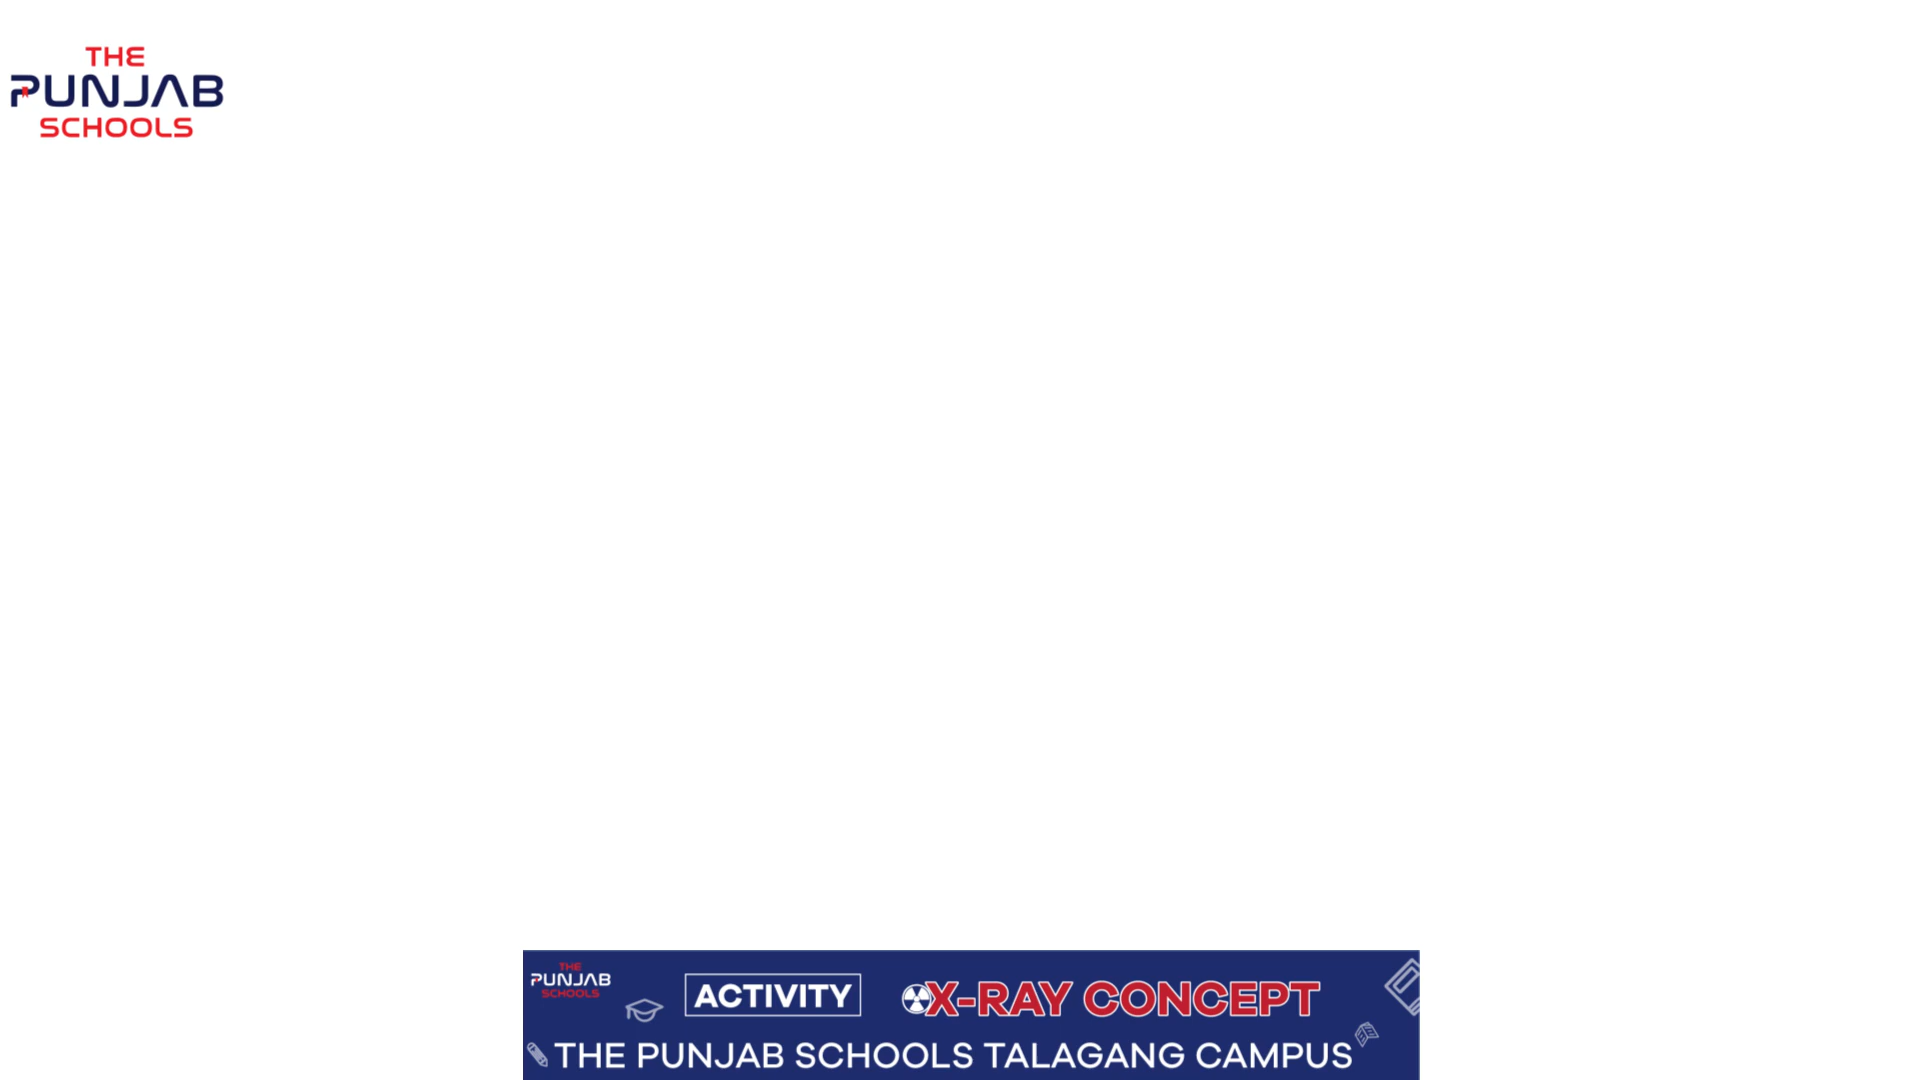 THE
PUNJAB
SCHOOLS
THE
PUNJAB
SCHOOLS
ACTIVITY
X-RAY CONCEPT
THE PUNJAB SCHOOLS TALAGANG CAMPUS